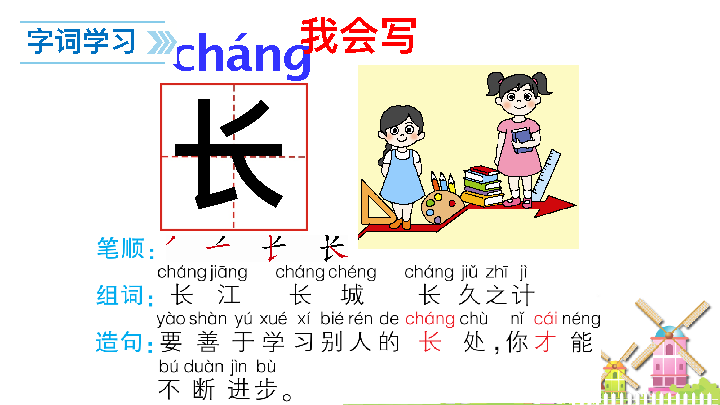 字词学习
我会写
cháng
长
笔顺：
cháng jiāng cháng chéng cháng jiǔ zhī jì
组词：长 江 长 城 长 久 之 计
yào shàn yú xué xí bié rén de cháng chù nǐ cái néng
造句：要 善 于 学 习 别 人 的 长 处 ，你 才 能
bú duàn jìn bù
不 断 进 步 。